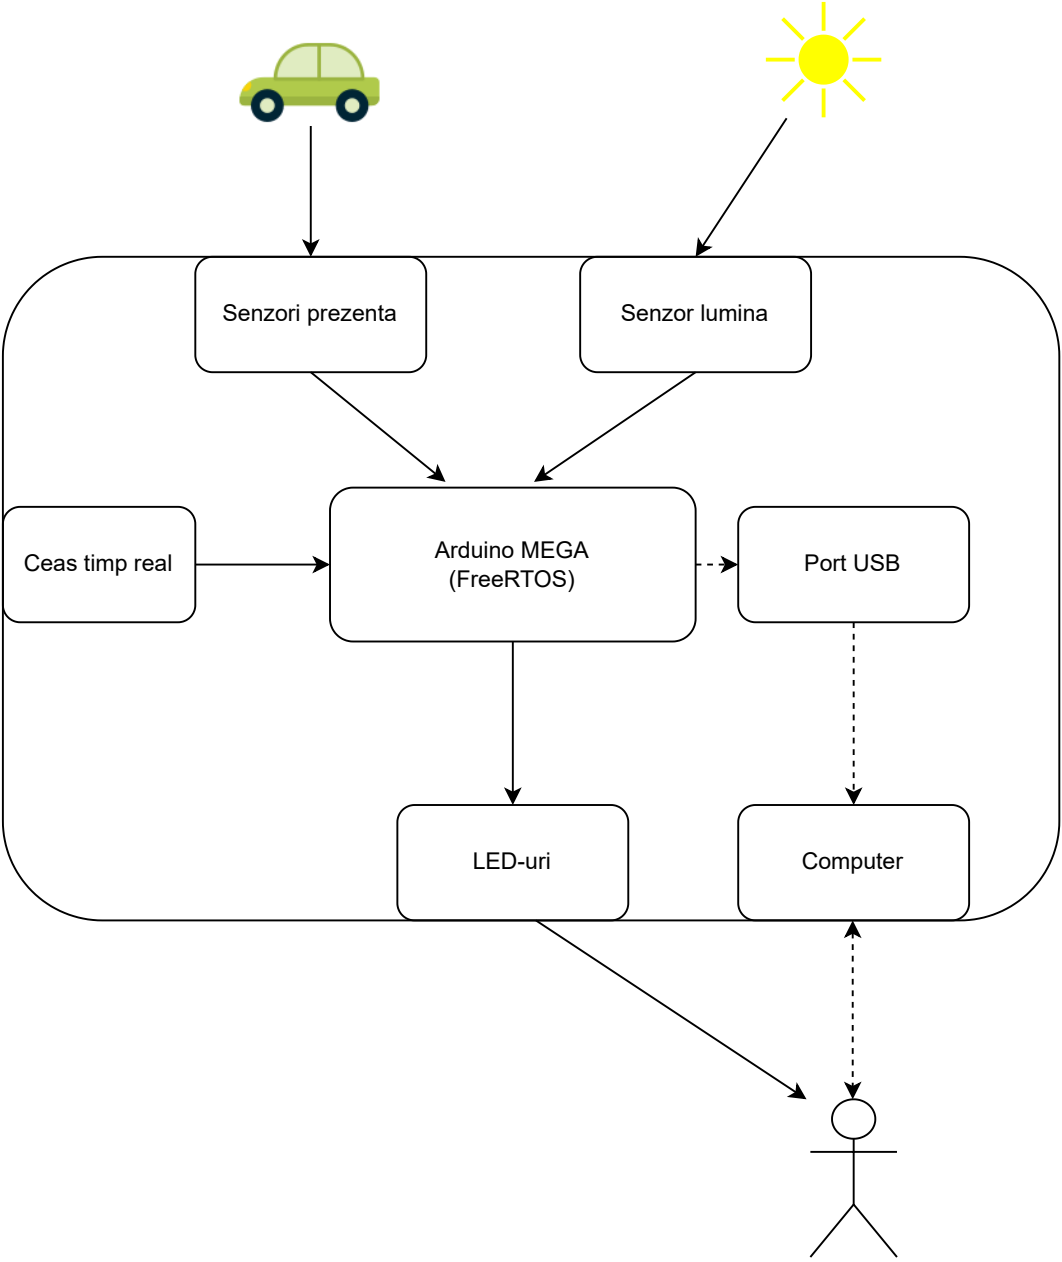 Senzori prezenta
Senzor lumina
Ceas timp real
Arduino MEGA
(FreeRTOS)
Port USB
LED-uri
Computer